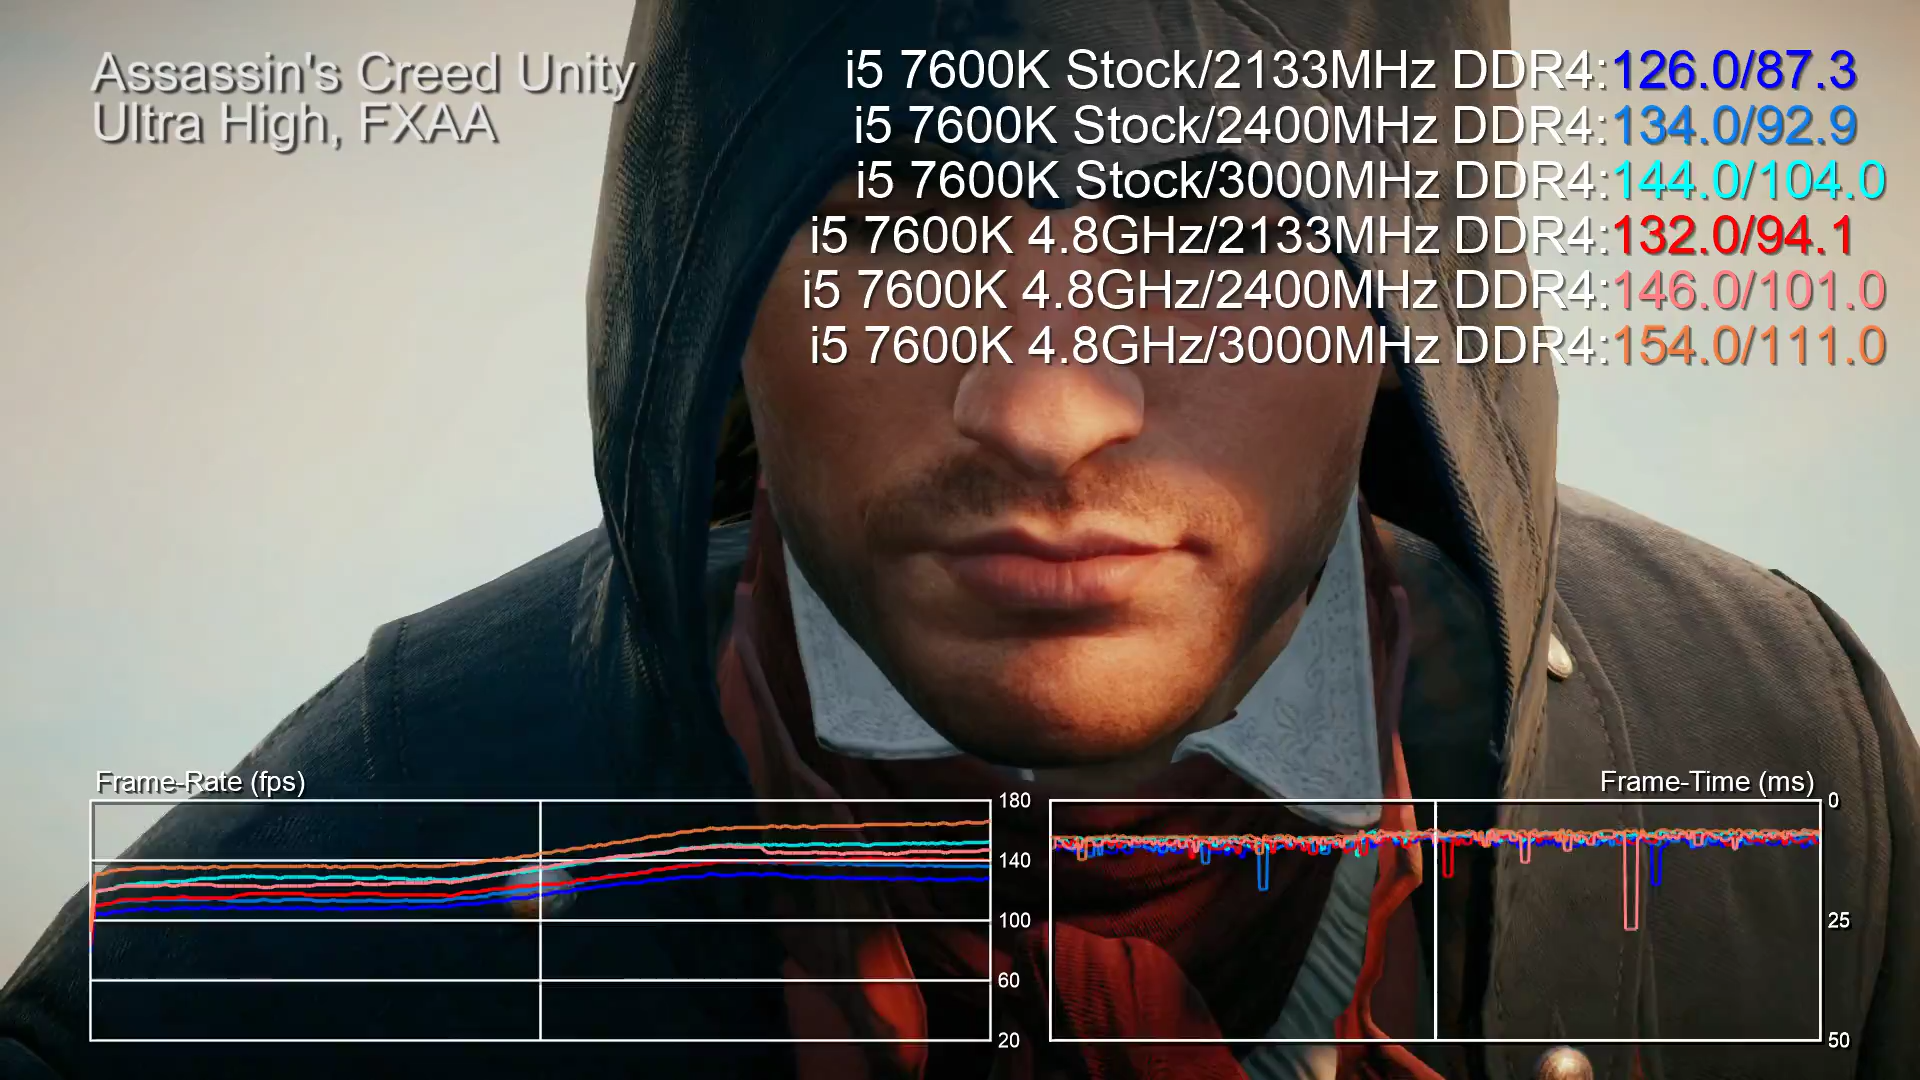 Assassin's Creed Unity
Ultra High, FXAA
i5 7600K Stock/2133MHz DDR4:126.0/87.3
i5 7600K Stock/2400MHz DDR4:134.0/92.9
i5 7600K Stock/3000MHz DDR4:144.0/104.0
i5 7600K 4.8GHz/2133MHz DDR4:132.0/94.1
i5 7600K 4.8GHz/2400MHz DDR4:146.0/101.0
i5 7600K 4.8GHz/3000MHz DDR4:154.0/111.0
Frame-Rate (fps)
180
140
100
60
20
Frame-Time (ms)
0
25
50